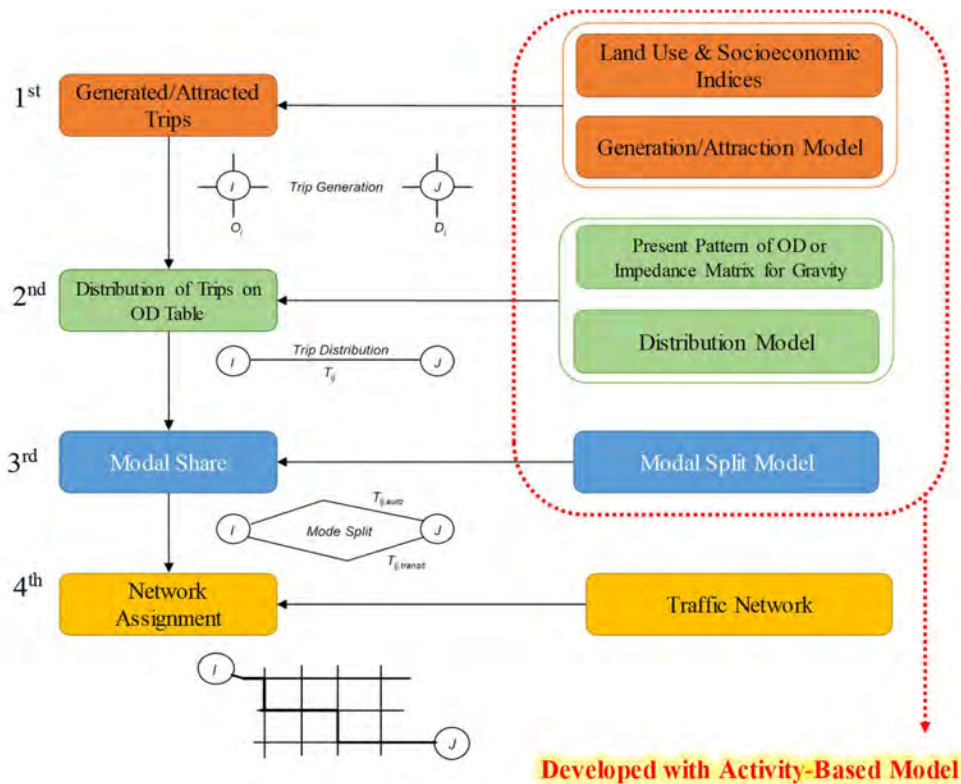 Land Use & Socioeconomic
Indices
1st
Generated/Attracted
Trips
Generation/Attraction Model
I
Trip Generation
J
Oi
Di
Present Pattern of OD or
Impedance Matrix for Gravity
2nd
Distribution of Trips on
OD Table
Distribution Model
I
Trip Distribution
J
Tij
3rd
Modal Share
Modal Split Model
Tij,auto
I
Mode Split
J
Tij,transit
4th
Network
Assignment
Traffic Network
I
J
Developed with Activity-Based Model